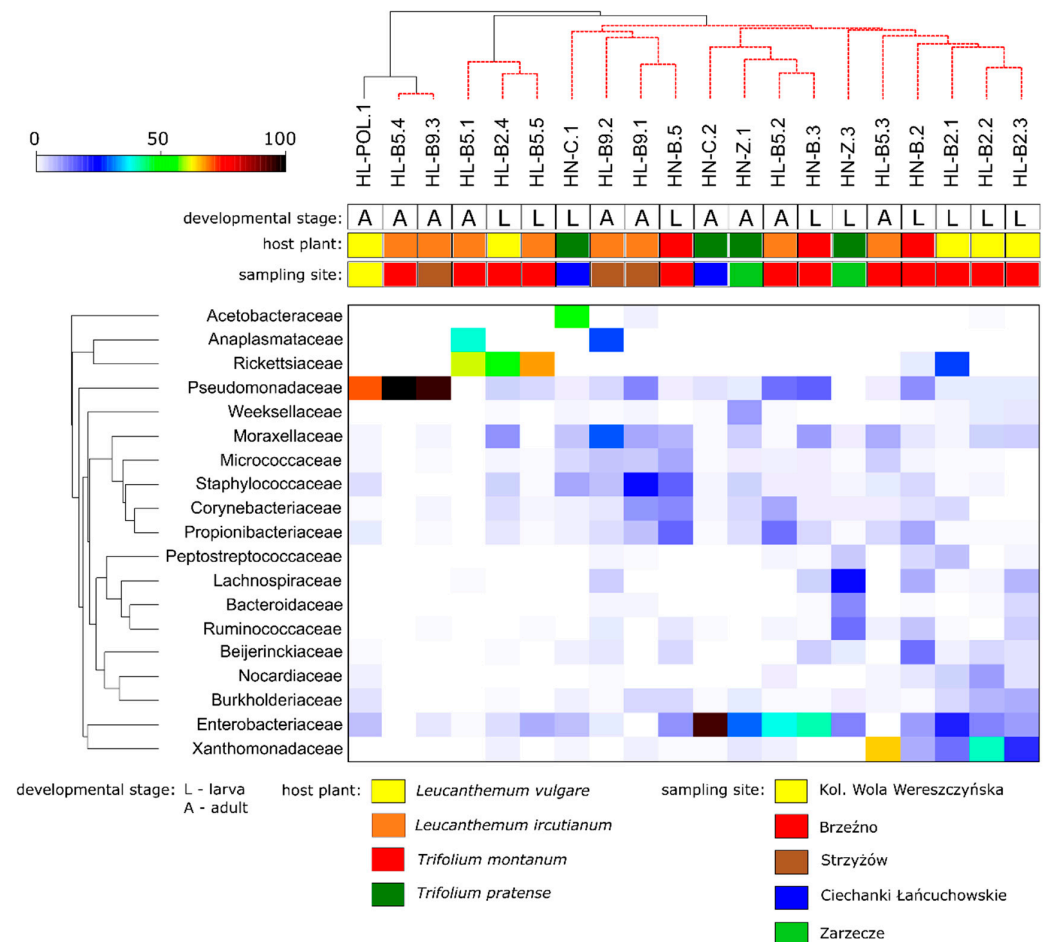 0 50 100
HL-POL.1
HL-B5.4
HL-B9.3
HL-B5.1
HL-B2.4
HL-B5.5
HN-C.1
HL-B9.2
HL-B9.1
HN-B.5
HN-C.2
HN-Z.1
HL-B5.2
HN-B.3
HN-Z.3
HL-B5.3
HN-B.2
HL-B2.1
HL-B2.2
HL-B2.3
developmental stage: A A A A L L L A A L A A A L L A L L L L
host plant:
sampling site:
Acetobacteraceae
Anaplasmataceae
Rickettsiaceae
Pseudomonadaceae
Weeksellaceae
Moraxellaceae
Micrococcaceae
Staphylococcaceae
Corynebacteriaceae
Propionibacteriaceae
Peptostreptococcaceae
Lachnospiraceae
Bacteroidaceae
Ruminococcaceae
Beijerinckiaceae
Nocardiaceae
Burkholderiaceae
Enterobacteriaceae
Xanthomonadaceae
developmental stage: L - larva
A - adult
host plant:
Leucanthemum vulgare
Leucanthemum ircutianum
Trifolium montanum
Trifolium pratense
sampling site:
Kol. Wola Wereszczyńska
Brzeźno
Strzyżów
Ciechanki Łańcuchowskie
Zarzecze